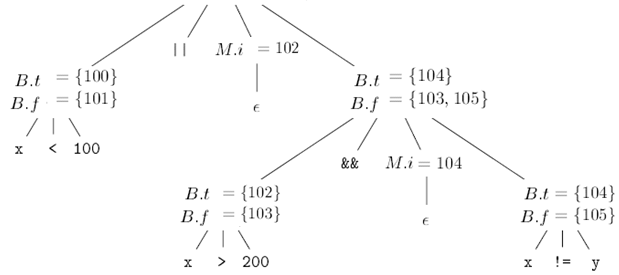 || M.i = 102
B.t = {100}
B.f = {101}
ϵ
B.t = {104}
B.f = {103, 105}
x < 100
&& M.i = 104
B.t = {102}
B.f = {103}
ϵ
B.t = {104}
B.f = {105}
x > 200
x != y